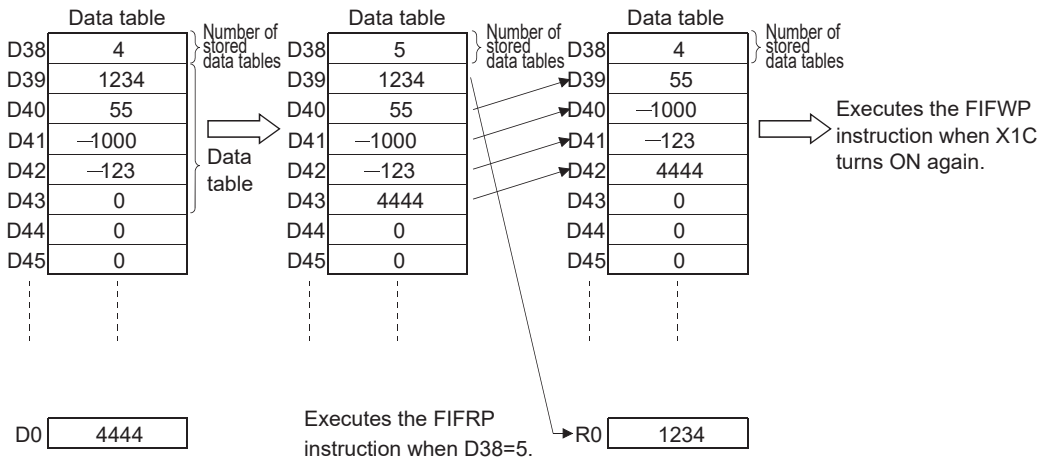 Data table
Data table
Data table
Number of
stored
data tables
Number of
stored
data tables
Number of
stored
data tables
D38 4
D39 1234
D40 55
D41 —1000
D42 —123
D43 0
D44 0
D45 0
Data
table
D38 5
D39 1234
D40 55
D41 —1000
D42 —123
D43 4444
D44 0
D45 0
D38 4
D39 55
D40 —1000
D41 —123
D42 4444
D43 0
D44 0
D45 0
Executes the FIFWP
instruction when X1C
turns ON again.
D0 4444
Executes the FIFRP
instruction when D38=5.
R0 1234